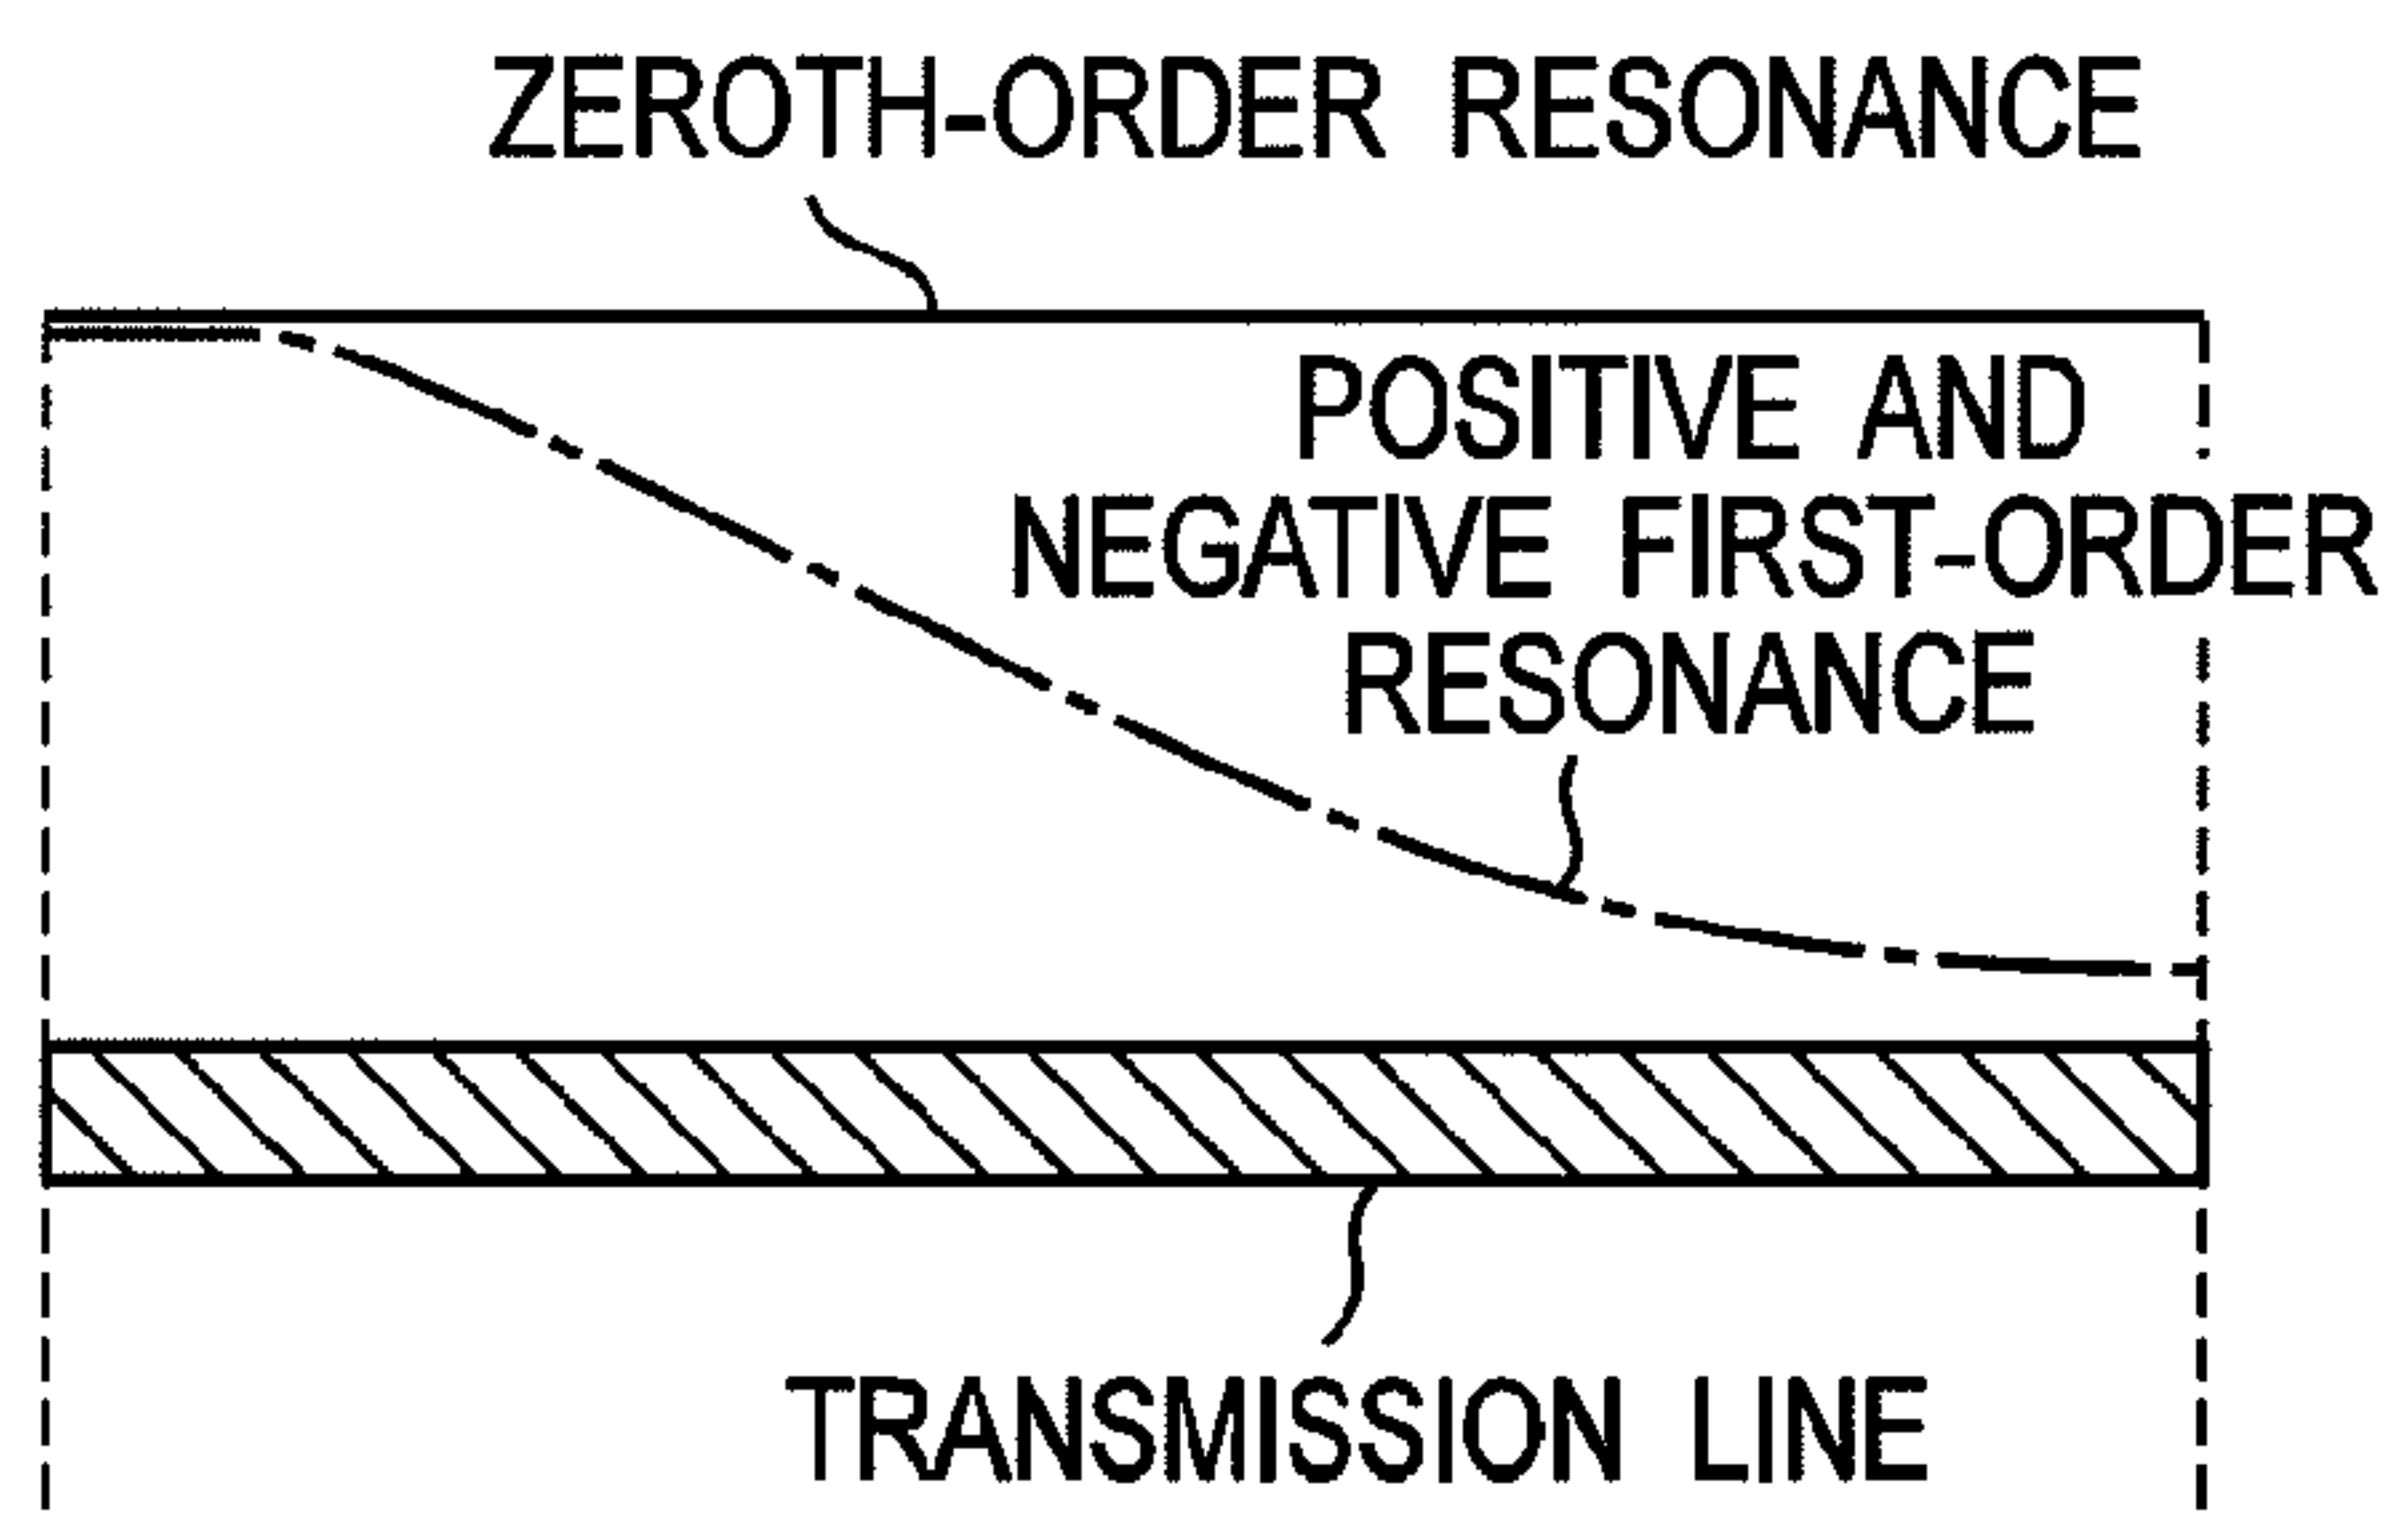 ZEROTH-ORDER RESONANCE
POSITIVE AND
NEGATIVE FIRST-ORDER
RESONANCE
TRANSMISSION LINE